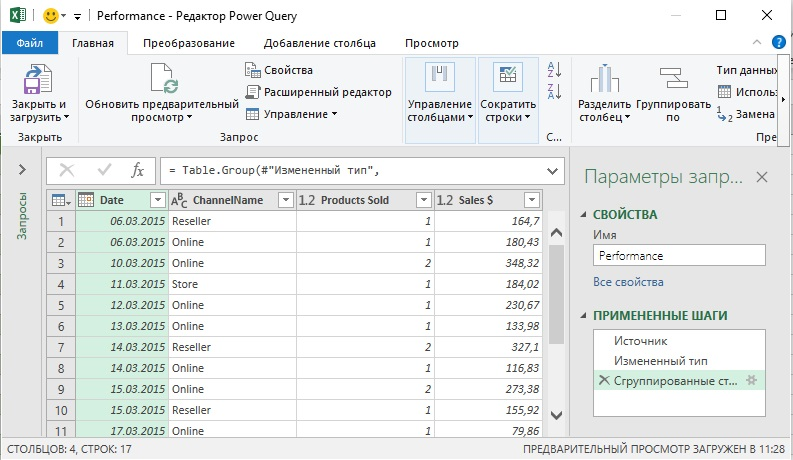 Performance - Редактор Power Query
Файл Главная Преобразование Добавление столбца Просмотр
Закрыть и загрузить
Закрыть
Обновить предварительный просмотр
Свойства
Расширенный редактор
Управление
Запрос
Управление столбцами
Сократить строки
С...
Разделить столбец
Группировать по
Тип данных
Использ
Замена
Пре
Запросы
fx = Table.Group(#"Измененный тип",
Date ABC ChannelName 1.2 Products Sold 1.2 Sales $
1 06.03.2015 Reseller 1 164,7
2 06.03.2015 Online 1 180,43
3 10.03.2015 Online 2 348,32
4 11.03.2015 Store 1 184,02
5 12.03.2015 Online 1 230,67
6 13.03.2015 Online 1 133,98
7 14.03.2015 Reseller 2 327,1
8 14.03.2015 Online 1 116,83
9 15.03.2015 Online 2 273,38
10 15.03.2015 Reseller 1 155,92
11 17.03.2015 Online 1 79,86
Параметры запр...
СВОЙСТВА
Имя
Performance
Все свойства
ПРИМЕНЕННЫЕ ШАГИ
Источник
Измененный тип
Сгруппированные ст...
СТОЛБЦОВ: 4, СТРОК: 17
ПРЕДВАРИТЕЛЬНЫЙ ПРОСМОТР ЗАГРУЖЕН В 11:28